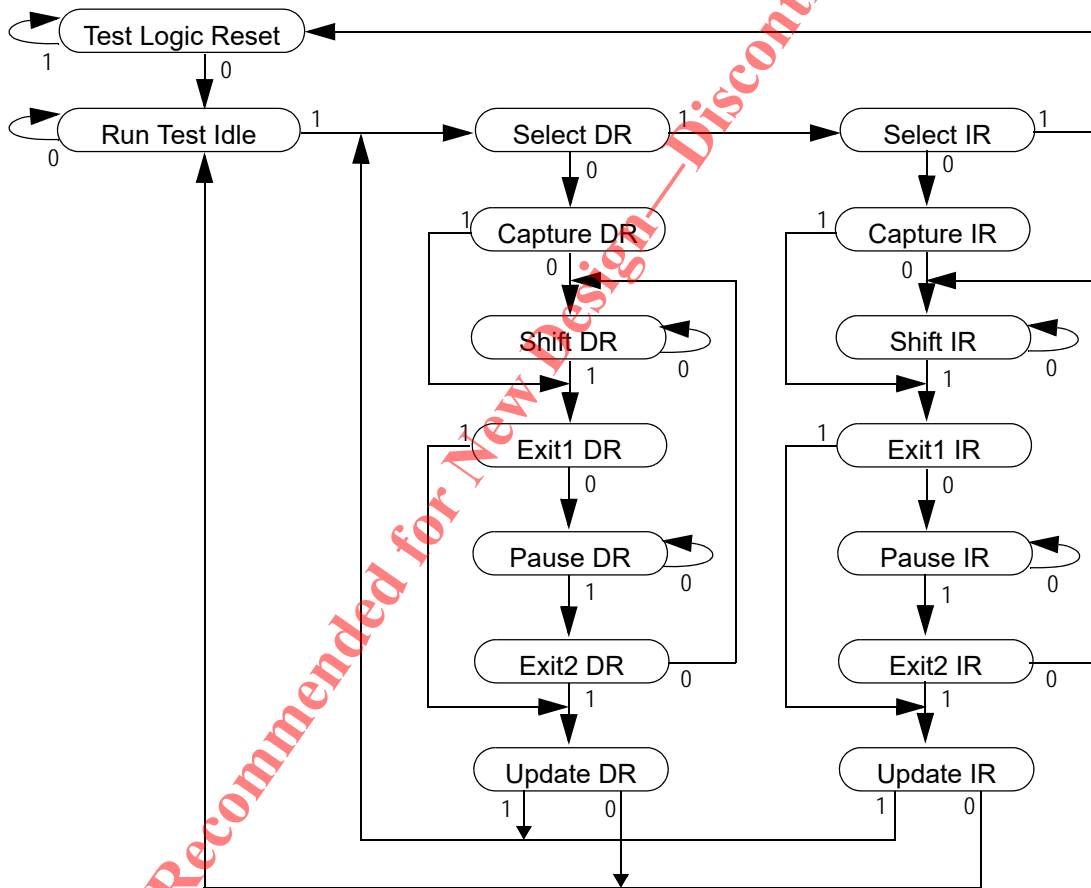 Test Logic Reset
1
0
Run Test Idle
1
0
Select DR
1
0
Select IR
1
0
Capture DR
1
0
Capture IR
1
0
Shift DR
0
1
Shift IR
0
1
Exit1 DR
1
0
Exit1 IR
1
0
Pause DR
0
1
Pause IR
0
1
Exit2 DR
0
1
Exit2 IR
0
1
Update DR
1
0
Update IR
1
0
Recommended for New Design—Discont